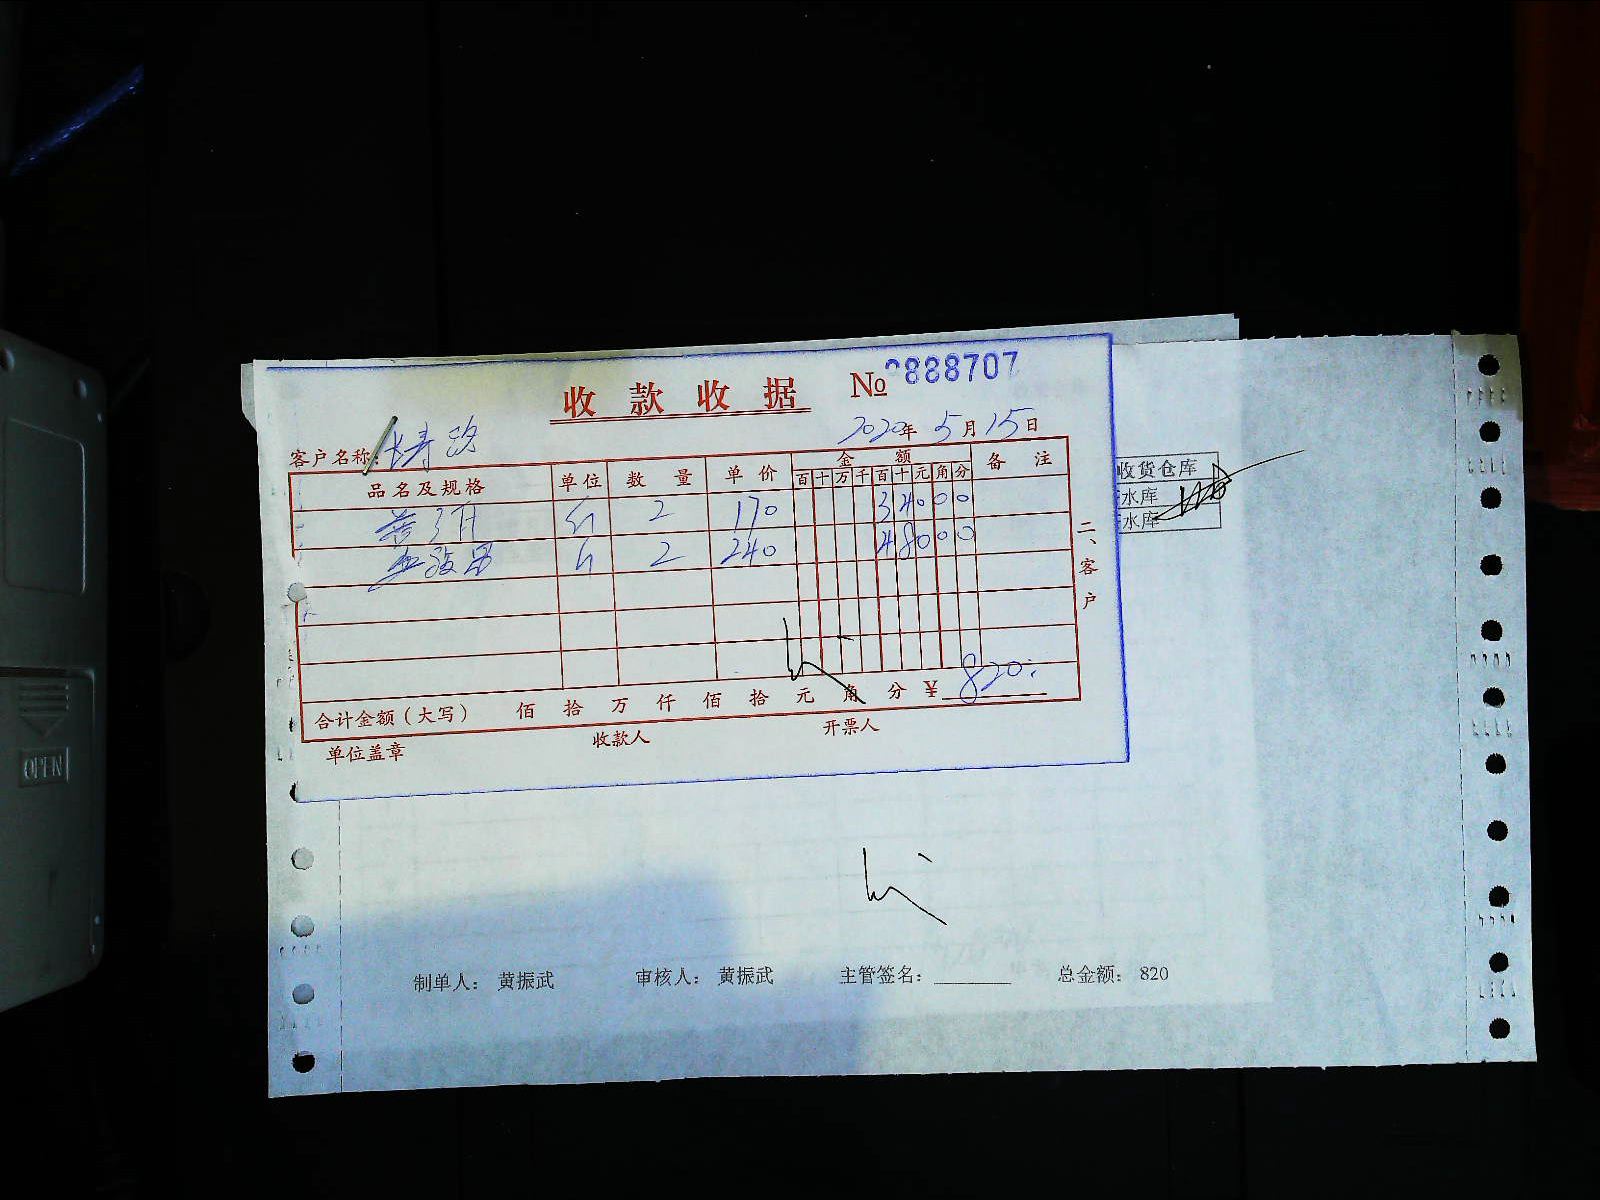 收款收据 № 888707
2020年5月15日
客户名称: 长寿
品名及规格 单位 数量 单价 金额 备注
百十万千百十元角分
2 170 34000
2 240 48000
合计金额(大写) 佰 拾 万 仟 佰 拾 元 角 分 ¥ 820
单位盖章 收款人 开票人
二、客户
收货仓库
水库
水库
制单人: 黄振武 审核人: 黄振武 主管签名: 总金额: 820
OPEN